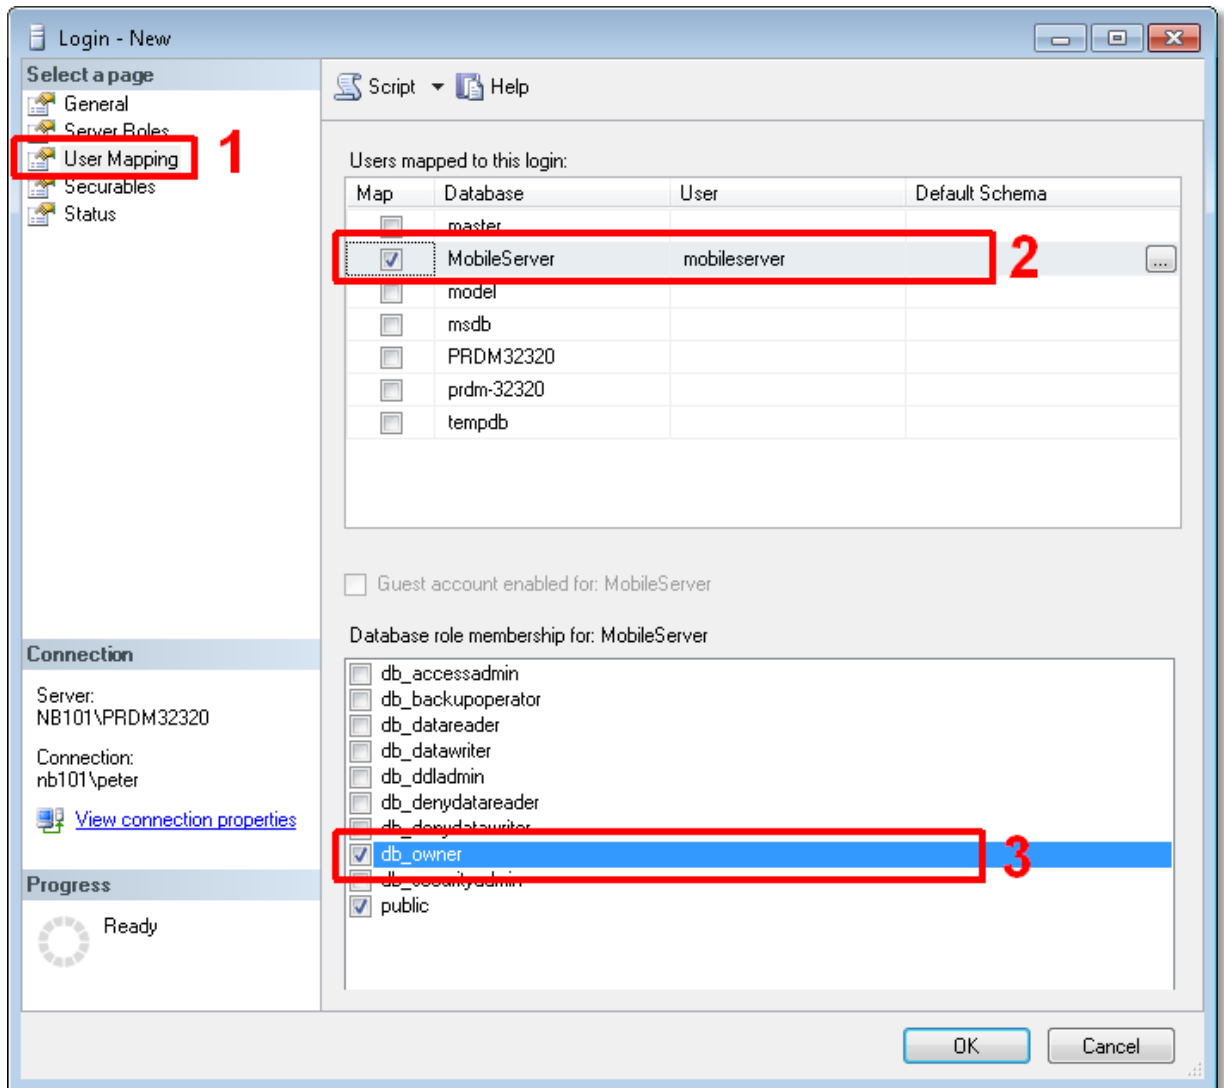 Login - New
Select a page
General
Server Roles
User Mapping
Securables
Status
1
Script Help
Users mapped to this login:
Map Database User Default Schema
master
MobileServer mobileserver ...
2
model
msdb
PRDM32320
prdm-32320
tempdb
Guest account enabled for: MobileServer
Database role membership for: MobileServer
db_accessadmin
db_backupoperator
db_datareader
db_datawriter
db_ddladmin
db_denydatareader
db_denydatawriter
db_owner
3
db_securityadmin
public
Connection
Server:
NB101\PRDM32320
Connection:
nb101\peter
View connection properties
Progress
Ready
OK Cancel